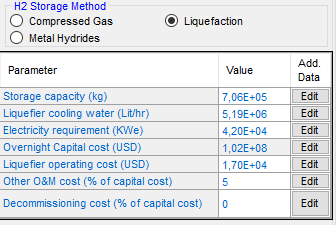 H2 Storage Method
Compressed Gas Liquefaction
Metal Hydrides
Parameter Value Add. Data
Storage capacity (kg) 7,06E+05 Edit
Liquefier cooling water (Lit/hr) 5,19E+06 Edit
Electricity requirement (KWe) 4,20E+04 Edit
Overnight Capital cost (USD) 1,02E+08 Edit
Liquefier operating cost (USD) 1,70E+04 Edit
Other O&M cost (% of capital cost) 5 Edit
Decommissioning cost (% of capital cost) 0 Edit